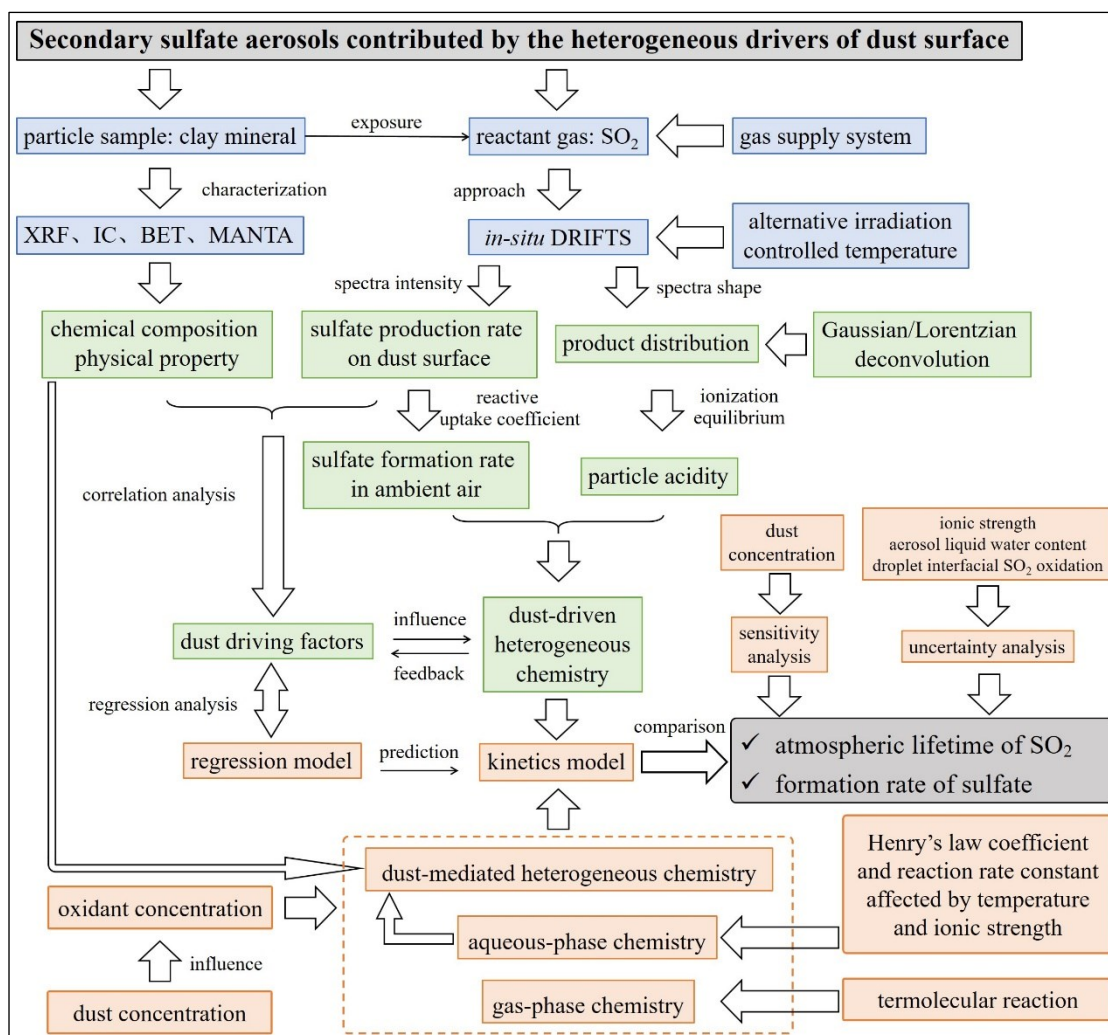 Secondary sulfate aerosols contributed by the heterogeneous drivers of dust surface
particle sample: clay mineral
exposure
reactant gas: SO₂
gas supply system
characterization
approach
XRF、IC、BET、MANTA
in-situ DRIFTS
alternative irradiation
controlled temperature
spectra intensity
spectra shape
chemical composition
physical property
sulfate production rate
on dust surface
product distribution
Gaussian/Lorentzian
deconvolution
reactive
uptake coefficient
ionization
equilibrium
sulfate formation rate
in ambient air
particle acidity
correlation analysis
dust
concentration
ionic strength
aerosol liquid water content
droplet interfacial SO₂ oxidation
dust driving factors
influence
feedback
dust-driven
heterogeneous
chemistry
sensitivity
analysis
uncertainty analysis
regression analysis
regression model
prediction
kinetics model
comparison
✓ atmospheric lifetime of SO₂
✓ formation rate of sulfate
dust-mediated heterogeneous chemistry
oxidant concentration
aqueous-phase chemistry
Henry's law coefficient
and reaction rate constant
affected by temperature
and ionic strength
influence
dust concentration
gas-phase chemistry
termolecular reaction